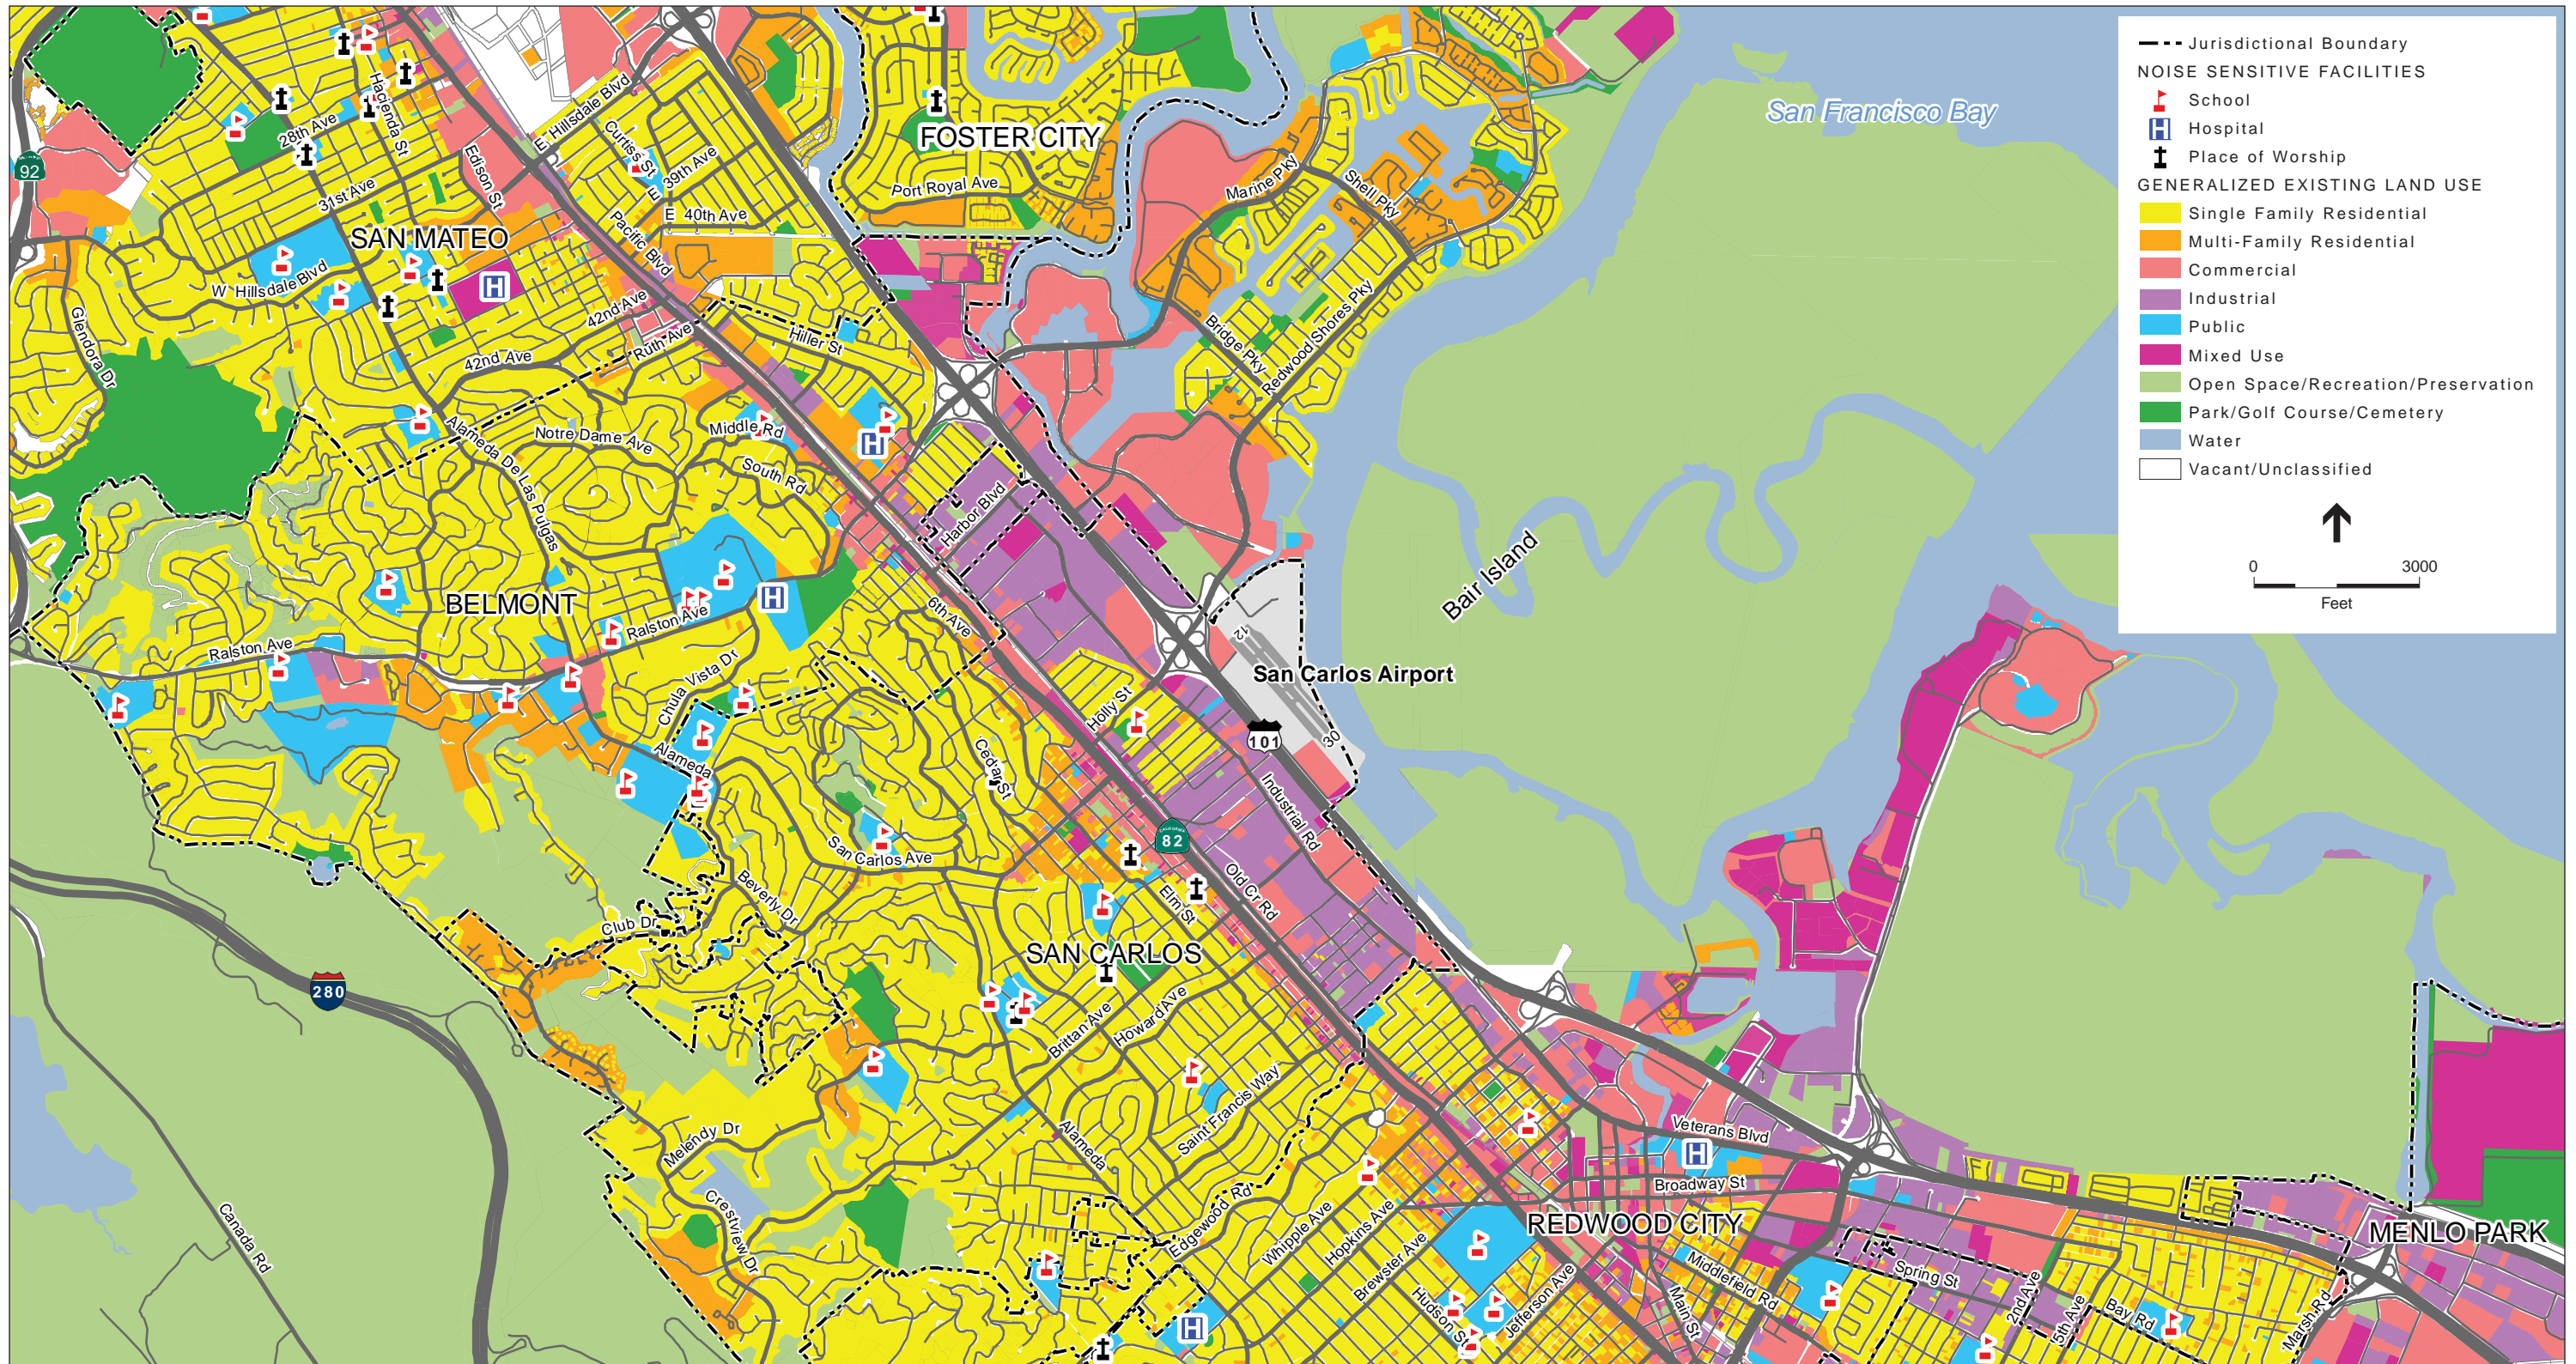 Jurisdictional Boundary
NOISE SENSITIVE FACILITIES
School
H Hospital
Place of Worship
GENERALIZED EXISTING LAND USE
Single Family Residential
Multi-Family Residential
Commercial
Industrial
Public
Mixed Use
Open Space/Recreation/Preservation
Park/Golf Course/Cemetery
Water
Vacant/Unclassified
0 3000
Feet
San Francisco Bay
FOSTER CITY
Port Royal Ave
Marine Pky
Shell Pky
Bridge Pky
Redwood Shores Pky
E Hillsdale Blvd
Curtiss St
E 39th Ave
E 40th Ave
Pacific Blvd
Hacienda St
28th Ave
31st Ave
Edison St
92
SAN MATEO
H
W Hillsdale Blvd
Glendora Dr
42nd Ave
42nd Ave
Ruth Ave
Hiller St
Middle Rd
H
Notre Dame Ave
South Rd
Alameda De Las Pulgas
Harbor Blvd
BELMONT
H
Ralston Ave
Ralston Ave
6th Ave
Chula Vista Dr
Alameda
Bair Island
12
San Carlos Airport
30
101
Holly St
Cedar St
Industrial Rd
CALIFORNIA
82
San Carlos Ave
Beverly Dr
Club Dr
Elm St
Old Cr Rd
SAN CARLOS
280
Brittan Ave
Howard Ave
Saint Francis Way
Alameda
Melendy Dr
Crestview Dr
Canada Rd
Edgewood Rd
Whipple Ave
Hopkins Ave
Brewster Ave
H
Hudson St
Jefferson Ave
Veterans Blvd
H
Broadway St
REDWOOD CITY
Middlefield Rd
Main St
Spring St
2nd Ave
5th Ave
Bay Rd
Marsh Rd
MENLO PARK